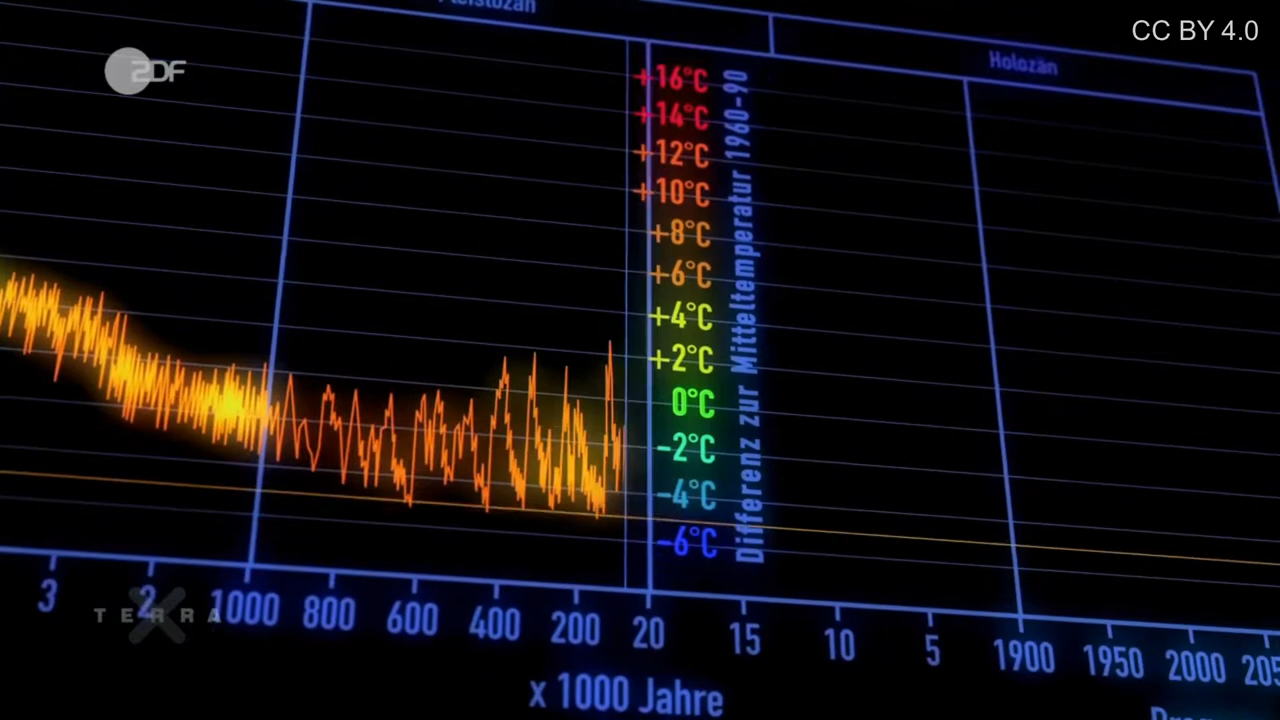 CC BY 4.0
ZDF
Holozän
+16°C
+14°C
+12°C
+10°C
+8°C
+6°C
+4°C
+2°C
0°C
-2°C
-4°C
-6°C
Differenz zur Mitteltemperatur 1960-90
3 2 1000 800 600 400 200 20 15 10 5 1900 1950 2000
x 1000 Jahre
TERRA X